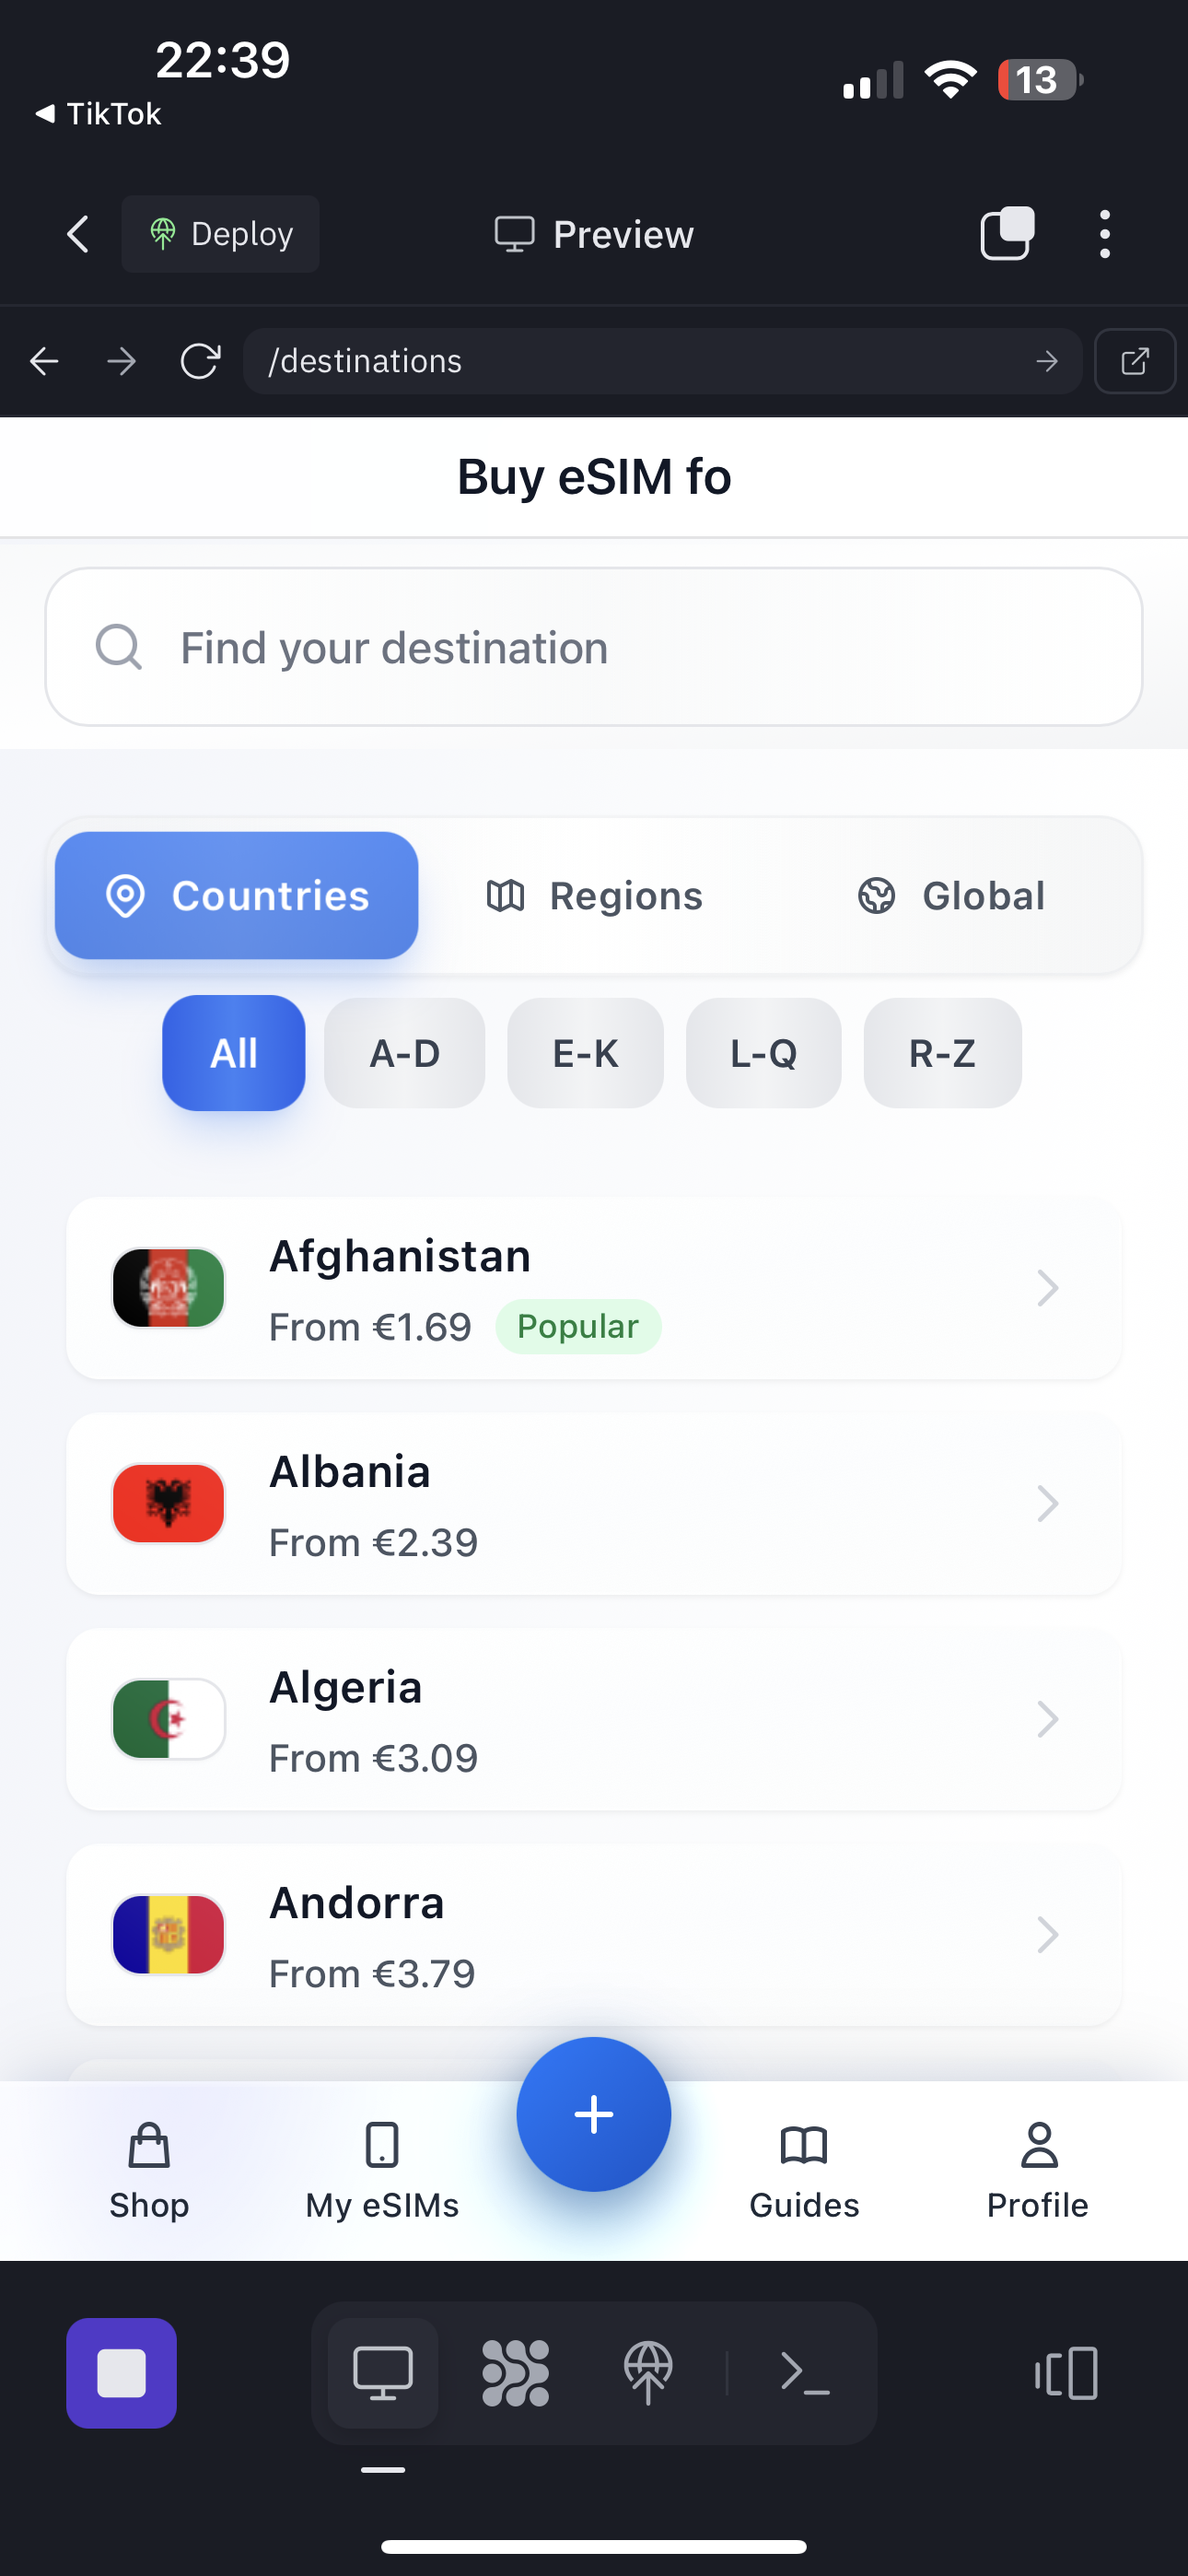 22:39
13
TikTok
Deploy
Preview
/destinations
Buy eSIM fo
Find your destination
Countries
Regions
Global
All
A-D
E-K
L-Q
R-Z
Afghanistan
From €1.69
Popular
Albania
From €2.39
Algeria
From €3.09
Andorra
From €3.79
Shop
My eSIMs
Guides
Profile